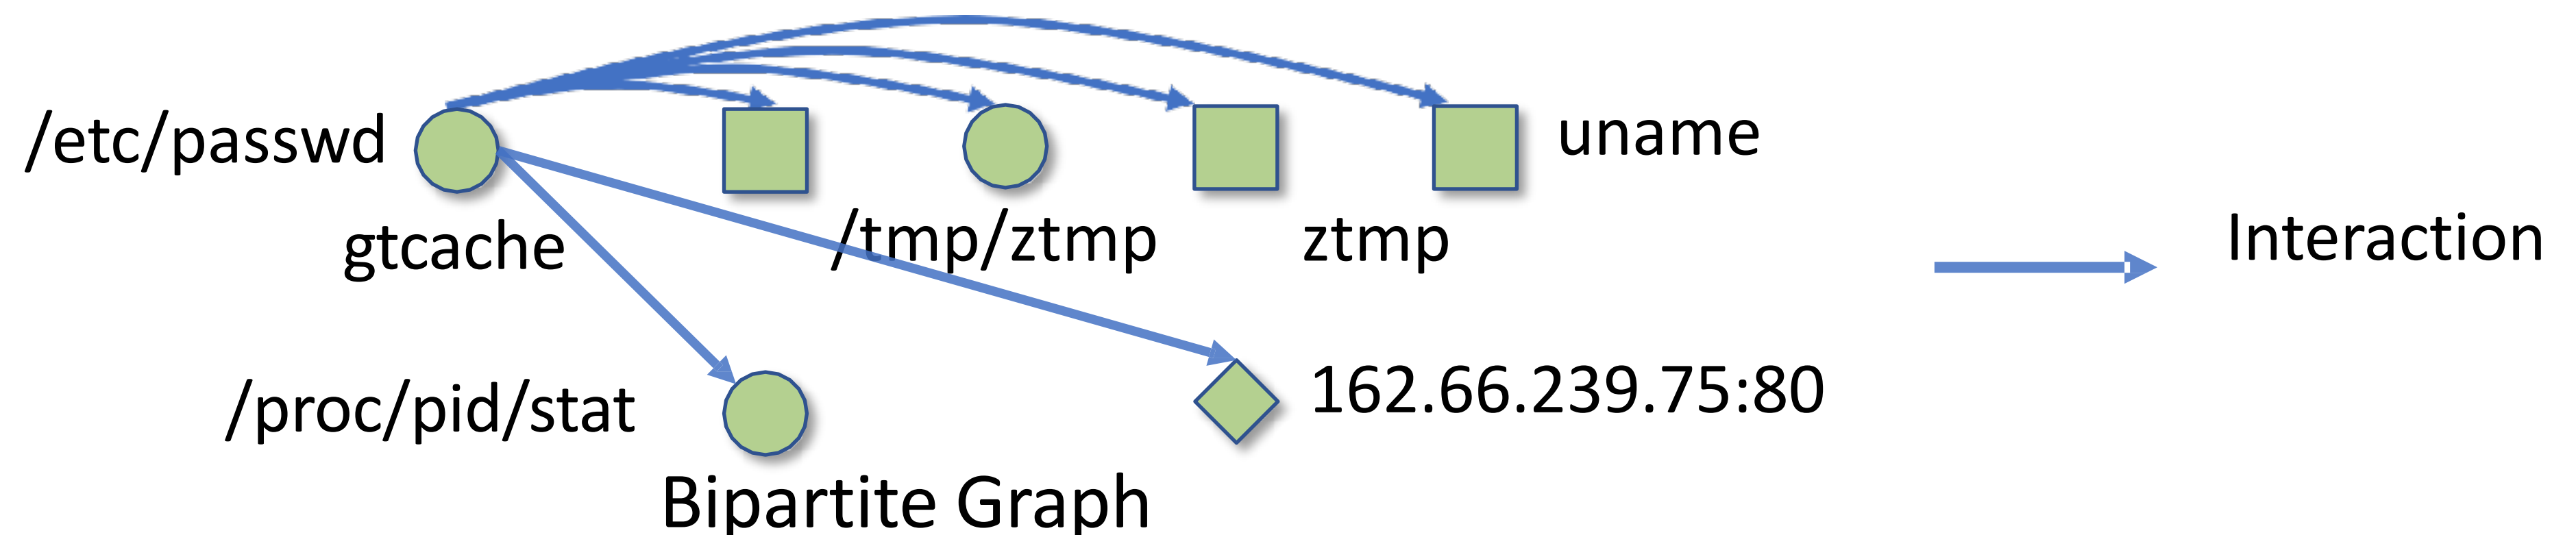 /etc/passwd
uname
gtcache
/tmp/ztmp
ztmp
Interaction
/proc/pid/stat
162.66.239.75:80
Bipartite Graph